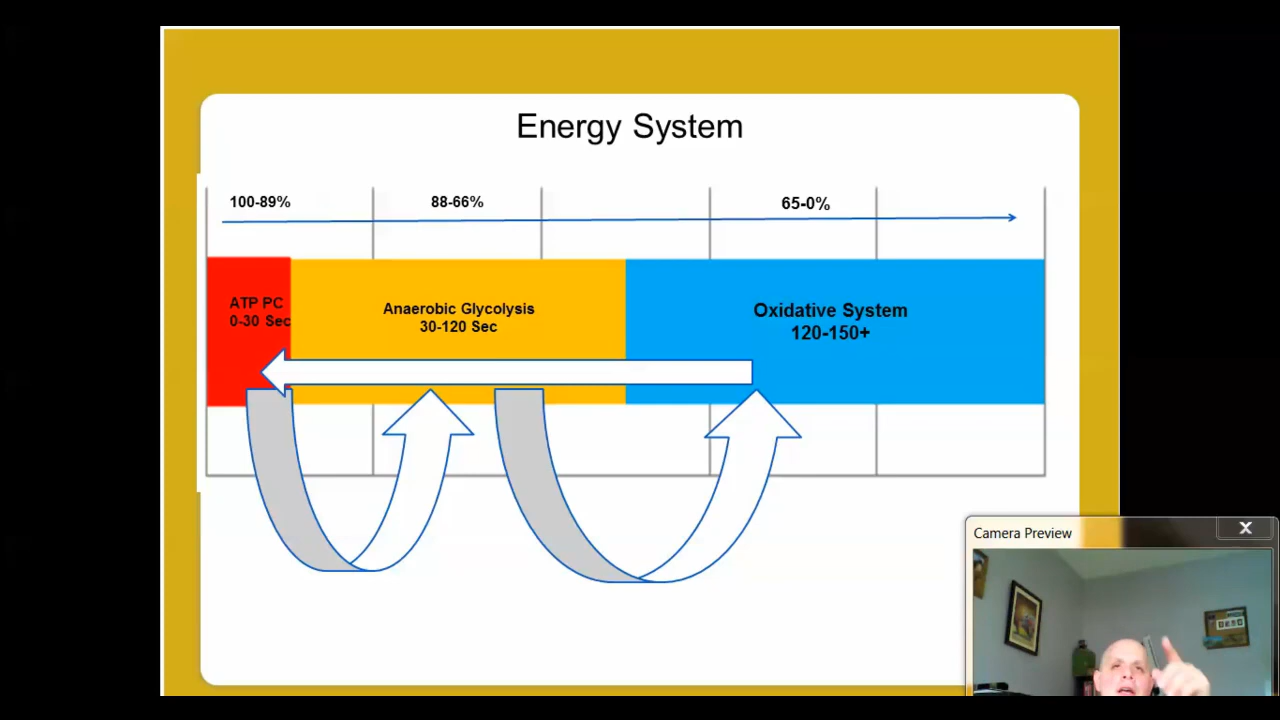 Energy System
100-89%
88-66%
65-0%
ATP PC
0-30 Sec
Anaerobic Glycolysis
30-120 Sec
Oxidative System
120-150+
Camera Preview